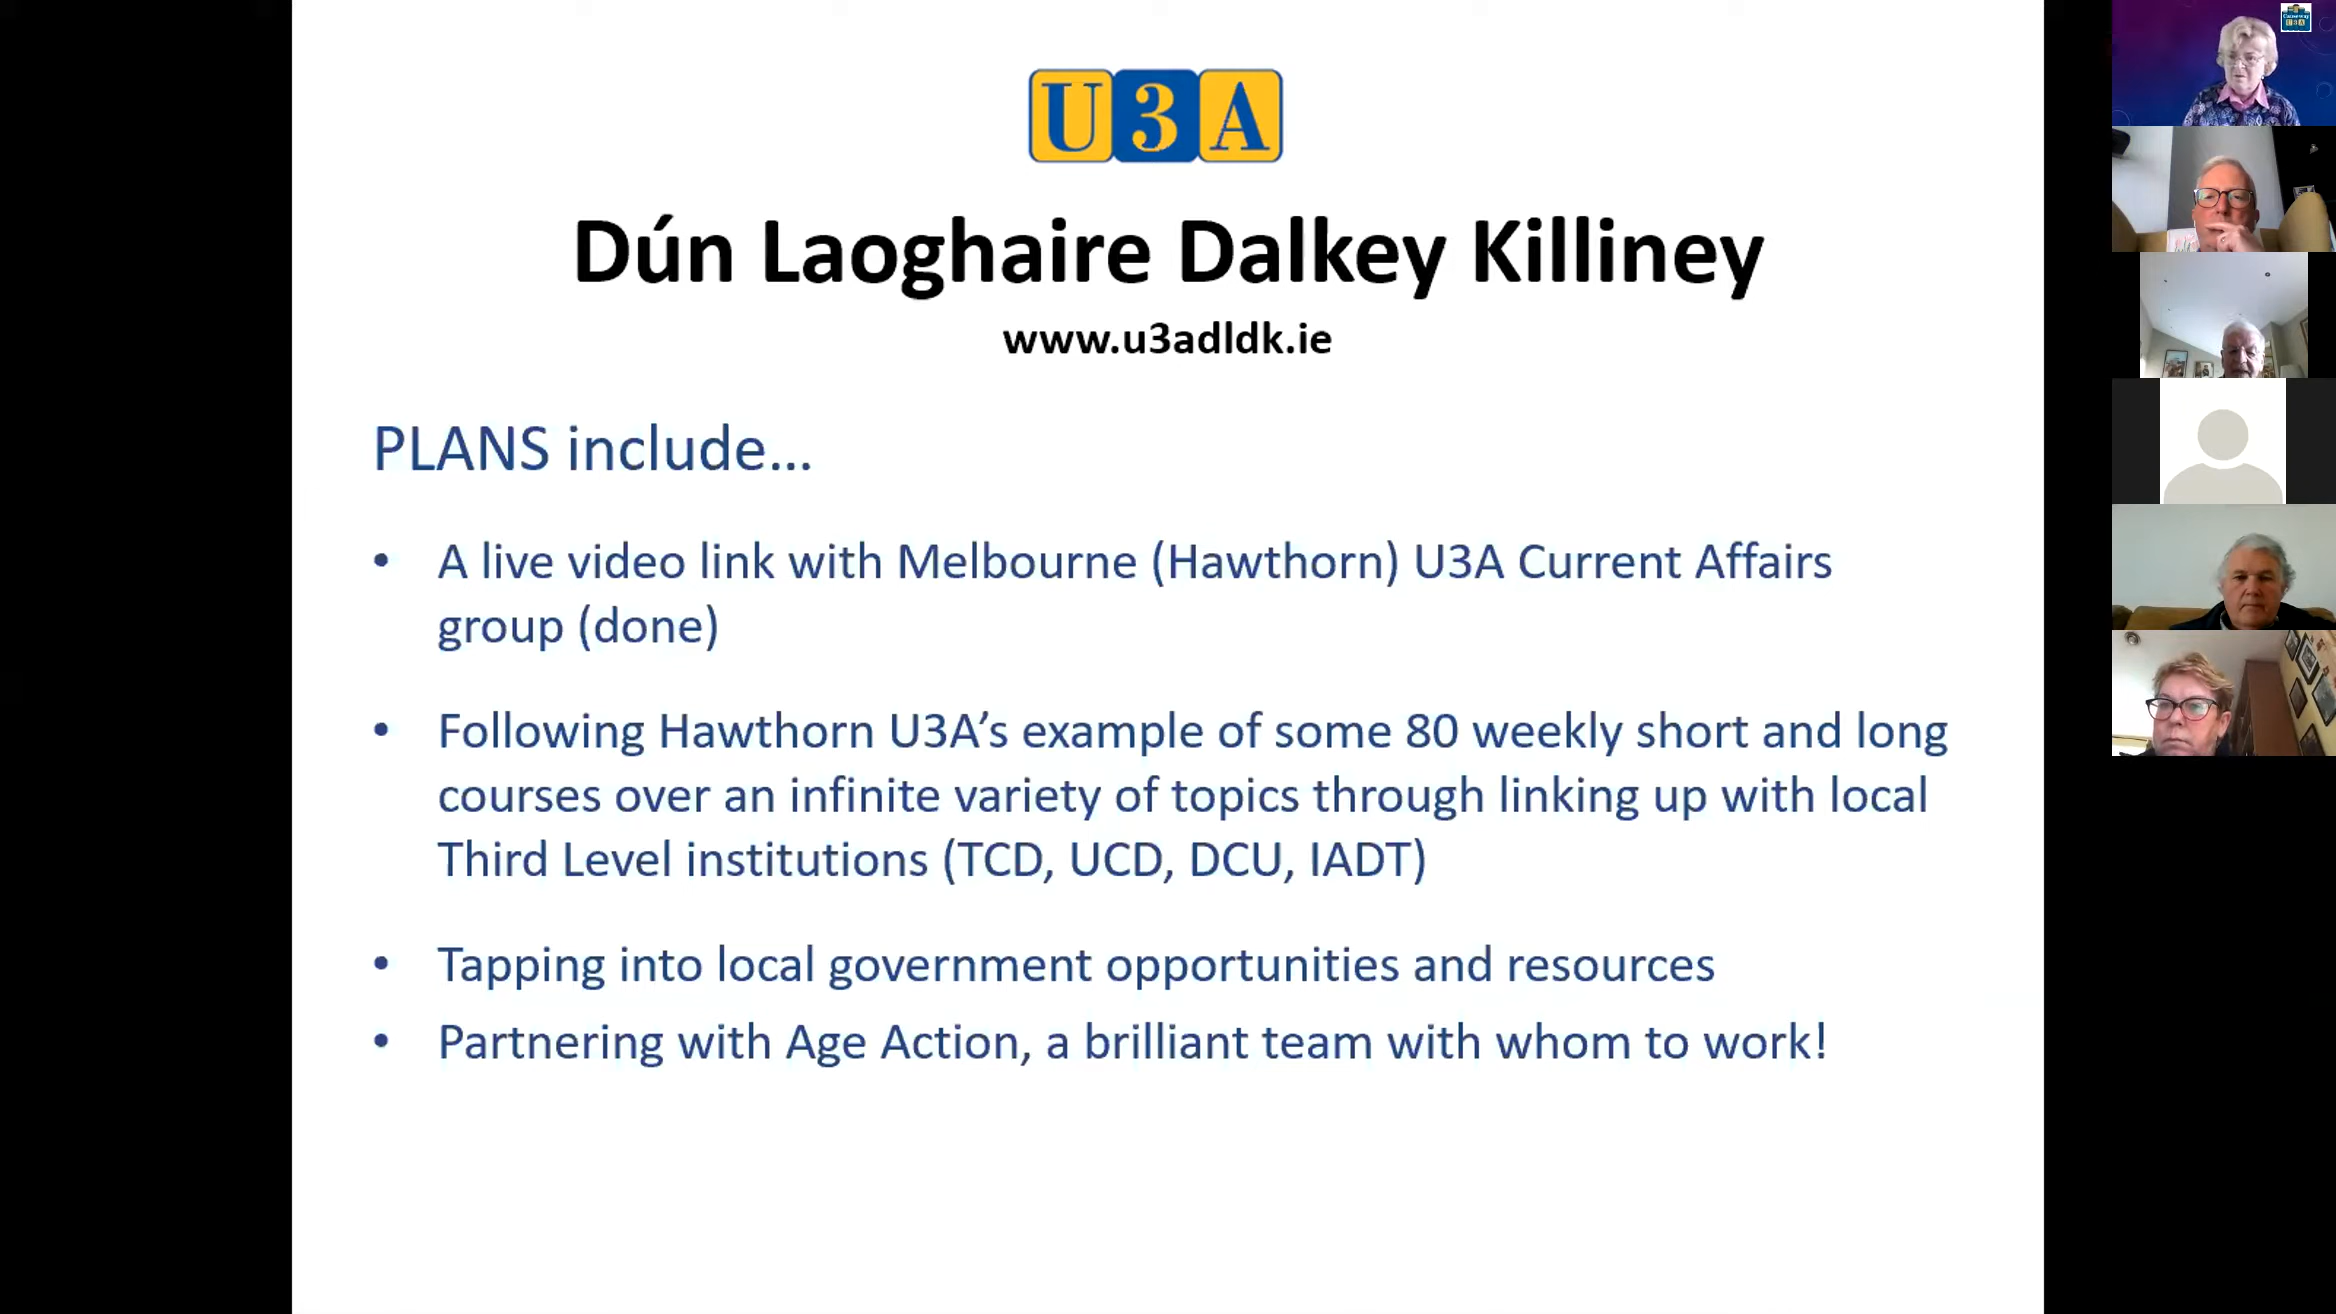 U3A
Dún Laoghaire Dalkey Killiney
www.u3adldk.ie
PLANS include...
• A live video link with Melbourne (Hawthorn) U3A Current Affairs
group (done)
• Following Hawthorn U3A’s example of some 80 weekly short and long
courses over an infinite variety of topics through linking up with local
Third Level institutions (TCD, UCD, DCU, IADT)
• Tapping into local government opportunities and resources
• Partnering with Age Action, a brilliant team with whom to work!
Causeway
U3A